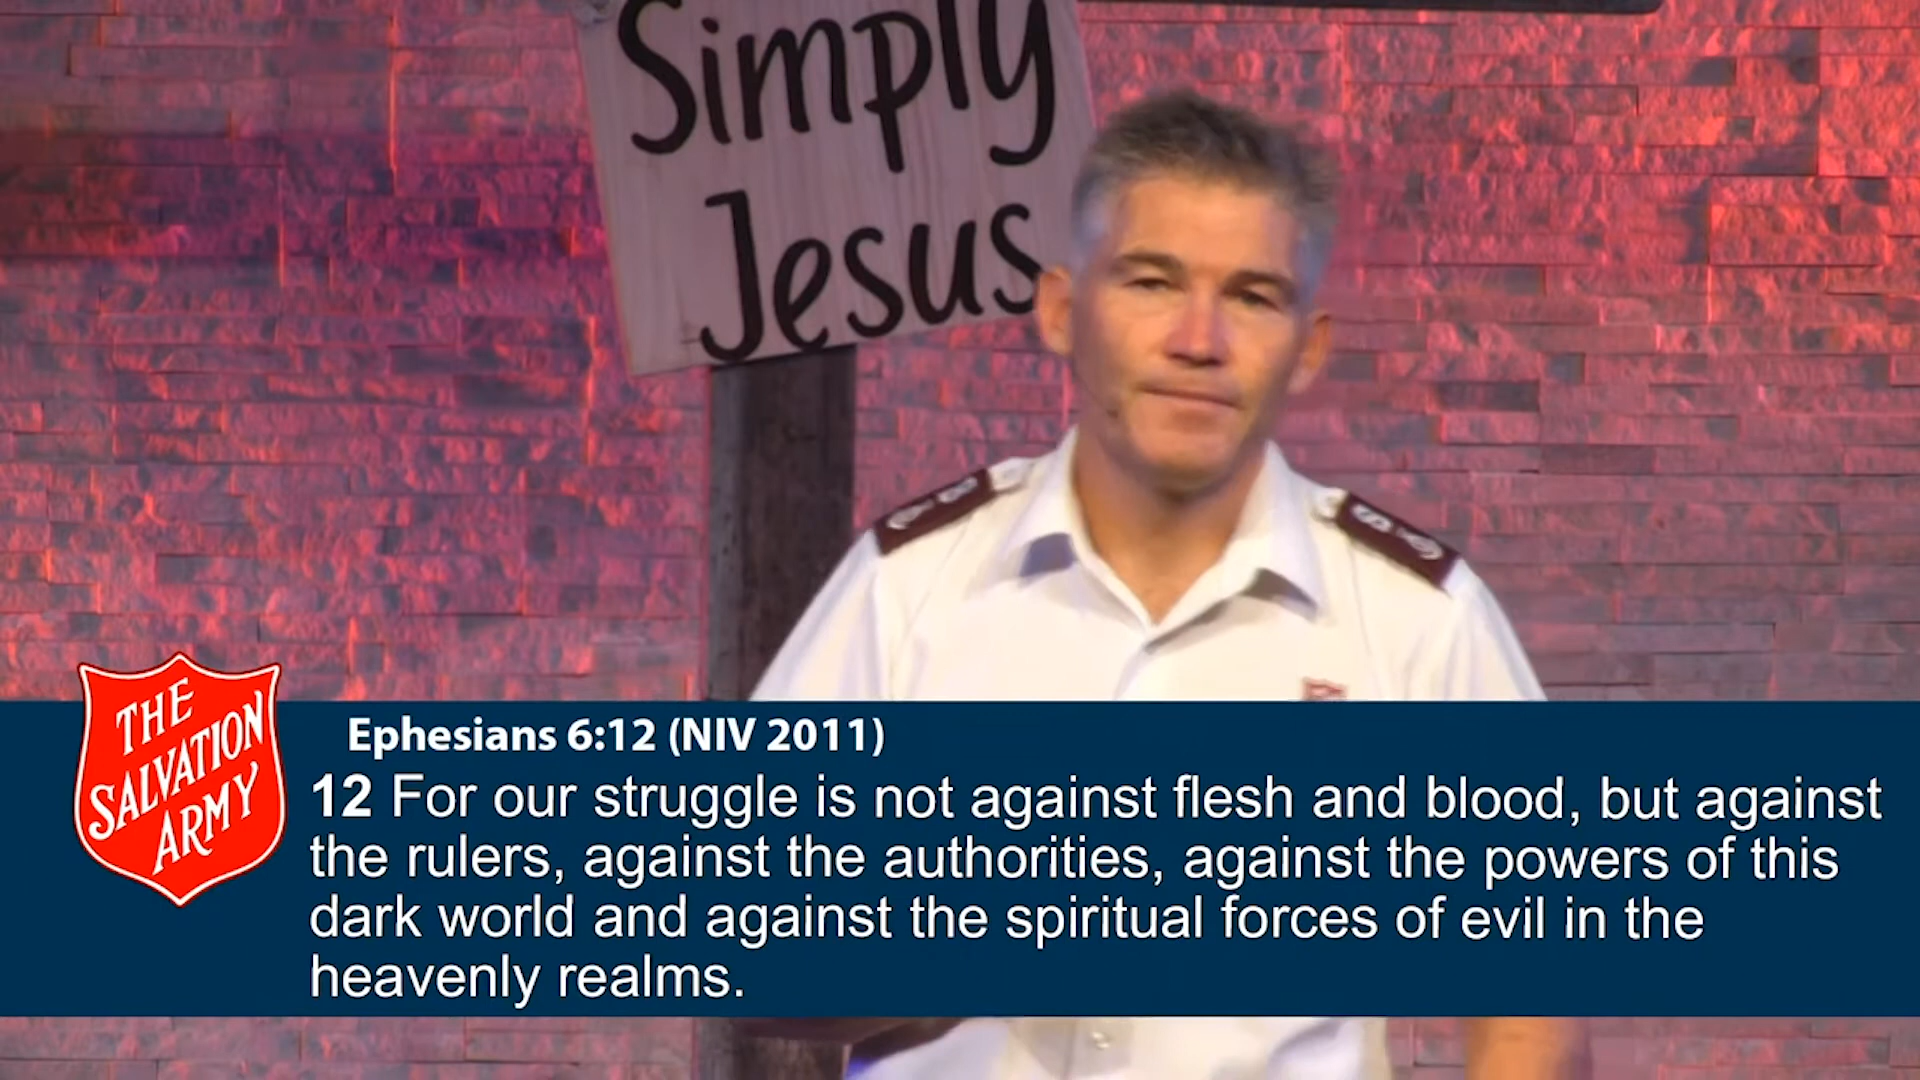 Simply
Jesus
THE
SALVATION
ARMY
Ephesians 6:12 (NIV 2011)
12 For our struggle is not against flesh and blood, but against
the rulers, against the authorities, against the powers of this
dark world and against the spiritual forces of evil in the
heavenly realms.
S